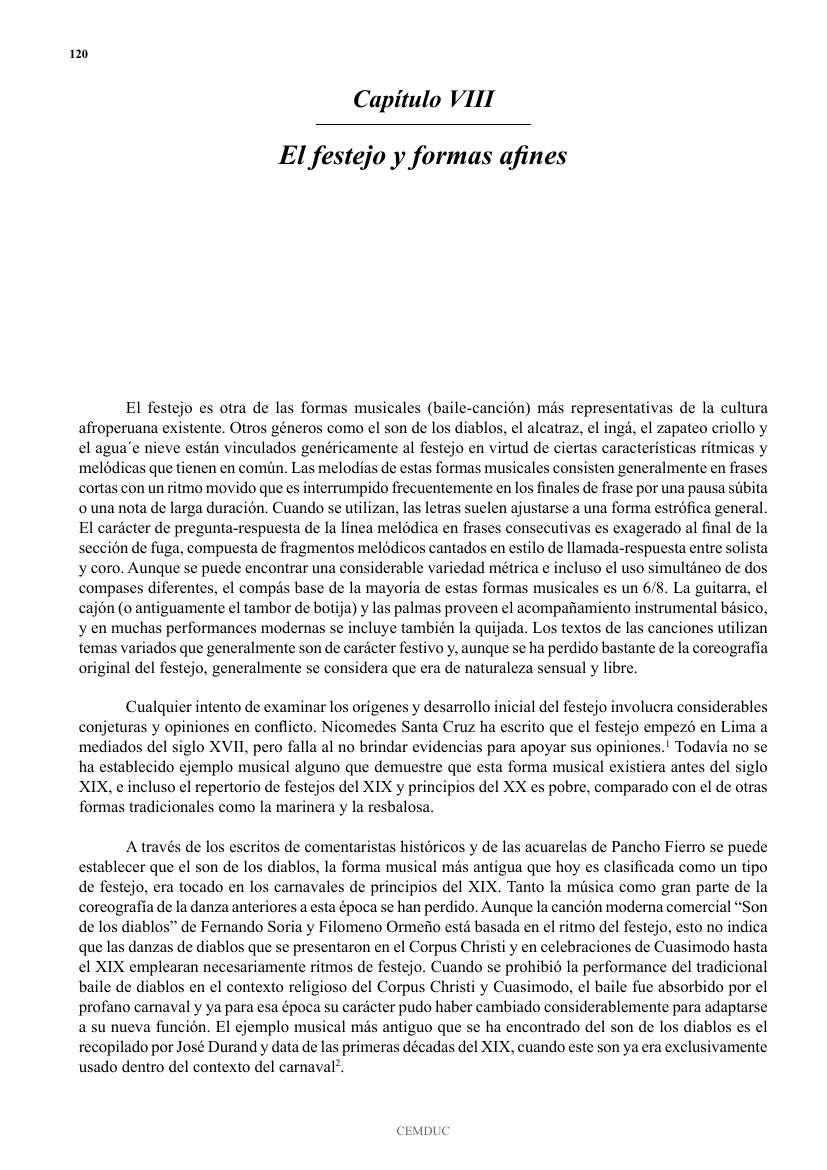 120
Capítulo VIII
El festejo y formas afines
El festejo es otra de las formas musicales (baile-canción) más representativas de la cultura
afroperuana existente. Otros géneros como el son de los diablos, el alcatraz, el ingá, el zapateo criollo y
el agua´e nieve están vinculados genéricamente al festejo en virtud de ciertas características rítmicas y
melódicas que tienen en común. Las melodías de estas formas musicales consisten generalmente en frases
cortas con un ritmo movido que es interrumpido frecuentemente en los finales de frase por una pausa súbita
o una nota de larga duración. Cuando se utilizan, las letras suelen ajustarse a una forma estrófica general.
El carácter de pregunta-respuesta de la línea melódica en frases consecutivas es exagerado al final de la
sección de fuga, compuesta de fragmentos melódicos cantados en estilo de llamada-respuesta entre solista
y coro. Aunque se puede encontrar una considerable variedad métrica e incluso el uso simultáneo de dos
compases diferentes, el compás base de la mayoría de estas formas musicales es un 6/8. La guitarra, el
cajón (o antiguamente el tambor de botija) y las palmas proveen el acompañamiento instrumental básico,
y en muchas performances modernas se incluye también la quijada. Los textos de las canciones utilizan
temas variados que generalmente son de carácter festivo y, aunque se ha perdido bastante de la coreografía
original del festejo, generalmente se considera que era de naturaleza sensual y libre.
Cualquier intento de examinar los orígenes y desarrollo inicial del festejo involucra considerables
conjeturas y opiniones en conflicto. Nicomedes Santa Cruz ha escrito que el festejo empezó en Lima a
mediados del siglo XVII, pero falla al no brindar evidencias para apoyar sus opiniones.1 Todavía no se
ha establecido ejemplo musical alguno que demuestre que esta forma musical existiera antes del siglo
XIX, e incluso el repertorio de festejos del XIX y principios del XX es pobre, comparado con el de otras
formas tradicionales como la marinera y la resbalosa.
A través de los escritos de comentaristas históricos y de las acuarelas de Pancho Fierro se puede
establecer que el son de los diablos, la forma musical más antigua que hoy es clasificada como un tipo
de festejo, era tocado en los carnavales de principios del XIX. Tanto la música como gran parte de la
coreografía de la danza anteriores a esta época se han perdido. Aunque la canción moderna comercial “Son
de los diablos” de Fernando Soria y Filomeno Ormeño está basada en el ritmo del festejo, esto no indica
que las danzas de diablos que se presentaron en el Corpus Christi y en celebraciones de Cuasimodo hasta
el XIX emplearan necesariamente ritmos de festejo. Cuando se prohibió la performance del tradicional
baile de diablos en el contexto religioso del Corpus Christi y Cuasimodo, el baile fue absorbido por el
profano carnaval y ya para esa época su carácter pudo haber cambiado considerablemente para adaptarse
a su nueva función. El ejemplo musical más antiguo que se ha encontrado del son de los diablos es el
recopilado por José Durand y data de las primeras décadas del XIX, cuando este son ya era exclusivamente
usado dentro del contexto del carnaval2.
CEMDUC